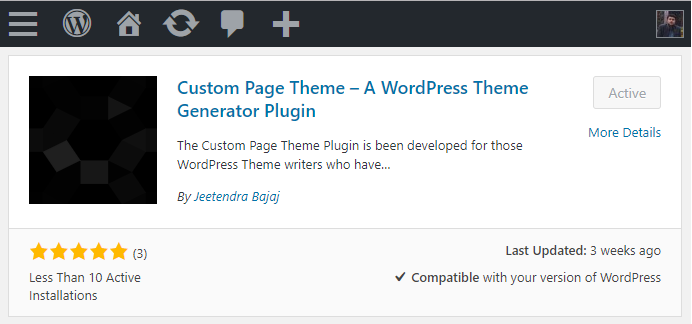 Custom Page Theme – A WordPress Theme
Generator Plugin
Active
More Details
The Custom Page Theme Plugin is been developed for those
WordPress Theme writers who have...
By Jeetendra Bajaj
(3)
Less Than 10 Active
Installations
Last Updated: 3 weeks ago
Compatible with your version of WordPress